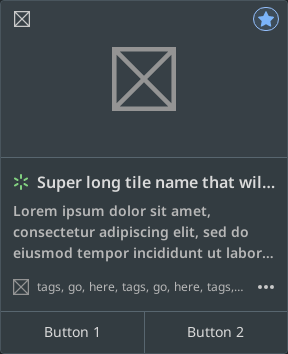 Super long tile name that wil...
Lorem ipsum dolor sit amet,
consectetur adipiscing elit, sed do
eiusmod tempor incididunt ut labor...
tags, go, here, tags, go, here, tags,...
Button 1
Button 2